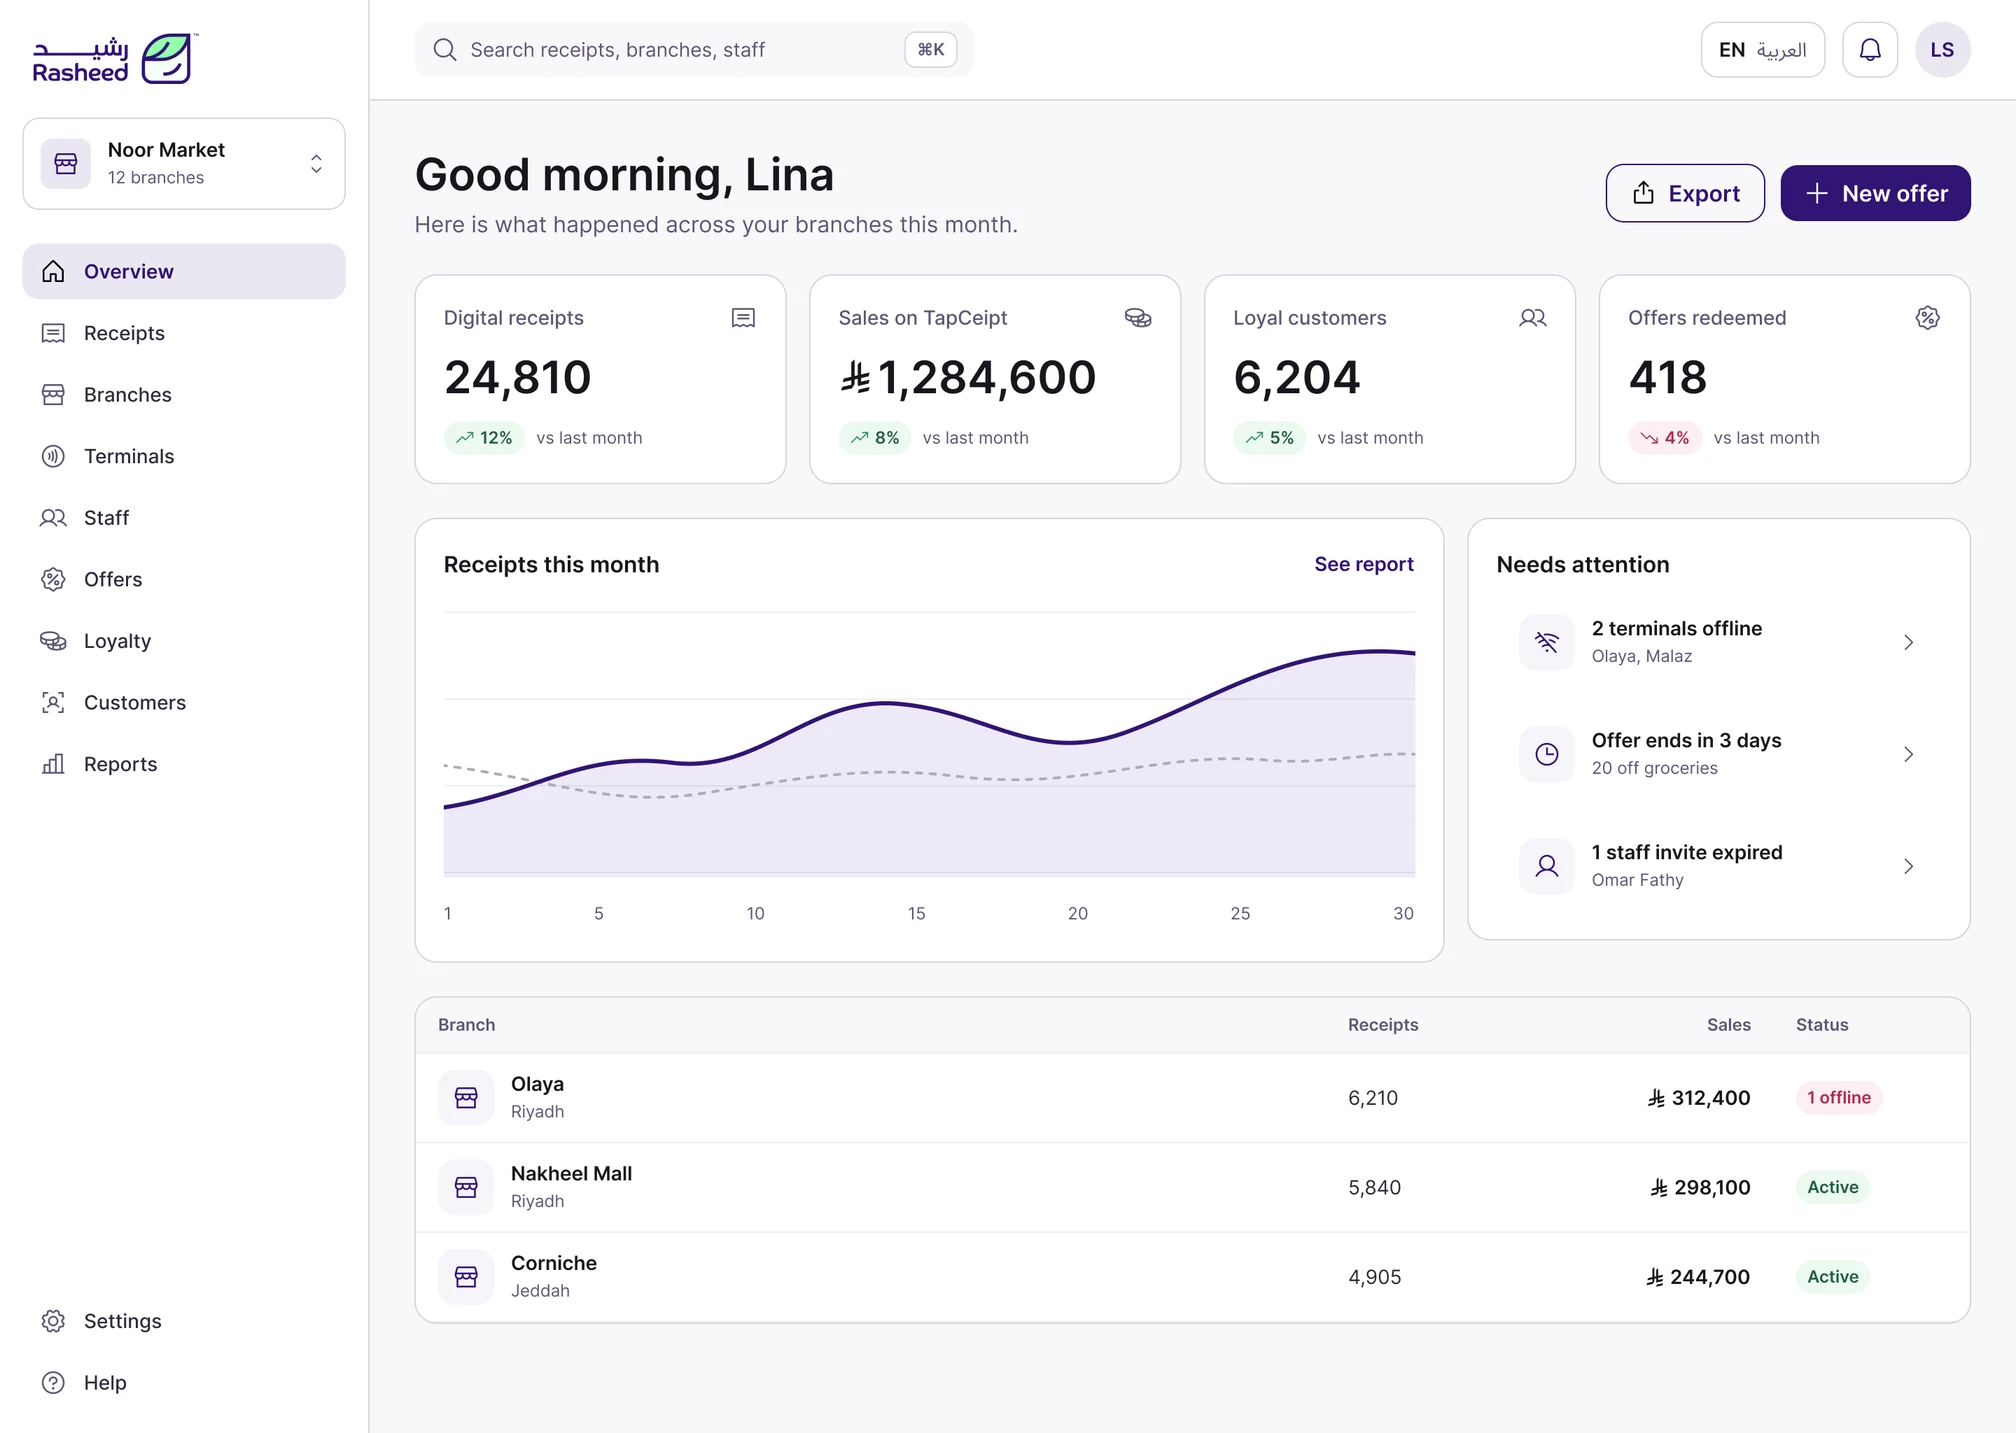 رشيد
Rasheed
™
Noor Market
12 branches
Overview
Receipts
Branches
Terminals
Staff
Offers
Loyalty
Customers
Reports
Settings
Help
Search receipts, branches, staff
⌘K
EN العربية
LS
Good morning, Lina
Here is what happened across your branches this month.
Export
New offer
Digital receipts
24,810
12% vs last month
Sales on TapCeipt
⃁ 1,284,600
8% vs last month
Loyal customers
6,204
5% vs last month
Offers redeemed
418
4% vs last month
Receipts this month
See report
1 5 10 15 20 25 30
Needs attention
2 terminals offline
Olaya, Malaz
Offer ends in 3 days
20 off groceries
1 staff invite expired
Omar Fathy
Branch Receipts Sales Status
Olaya
Riyadh
6,210 ⃁ 312,400 1 offline
Nakheel Mall
Riyadh
5,840 ⃁ 298,100 Active
Corniche
Jeddah
4,905 ⃁ 244,700 Active